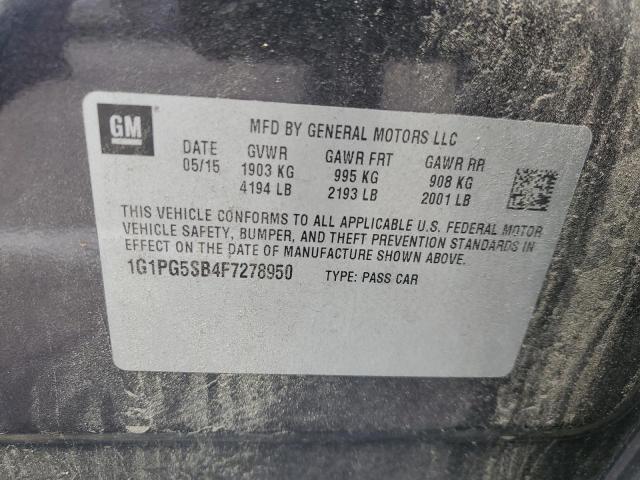 GM
MFD BY GENERAL MOTORS LLC
DATE GVWR GAWR FRT GAWR RR
05/15 1903 KG 995 KG 908 KG
4194 LB 2193 LB 2001 LB
THIS VEHICLE CONFORMS TO ALL APPLICABLE U.S. FEDERAL MOTOR
VEHICLE SAFETY, BUMPER, AND THEFT PREVENTION STANDARDS IN
EFFECT ON THE DATE OF MANUFACTURE SHOWN ABOVE.
1G1PG5SB4F7278950 TYPE: PASS CAR